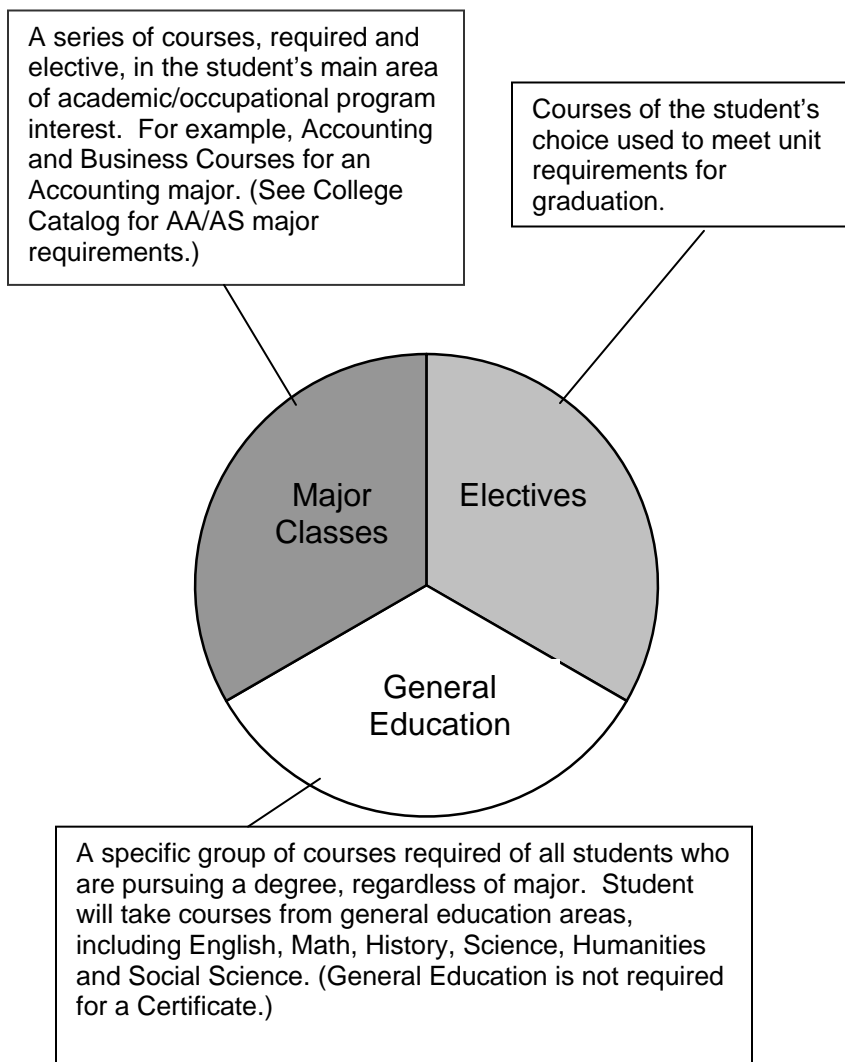 A series of courses, required and
elective, in the student’s main area
of academic/occupational program
interest.  For example, Accounting
and Business Courses for an
Accounting major. (See College
Catalog for AA/AS major
requirements.)
Courses of the student’s
choice used to meet unit
requirements for
graduation.
Major
Classes
Electives
General
Education
A specific group of courses required of all students who
are pursuing a degree, regardless of major.  Student
will take courses from general education areas,
including English, Math, History, Science, Humanities
and Social Science. (General Education is not required
for a Certificate.)